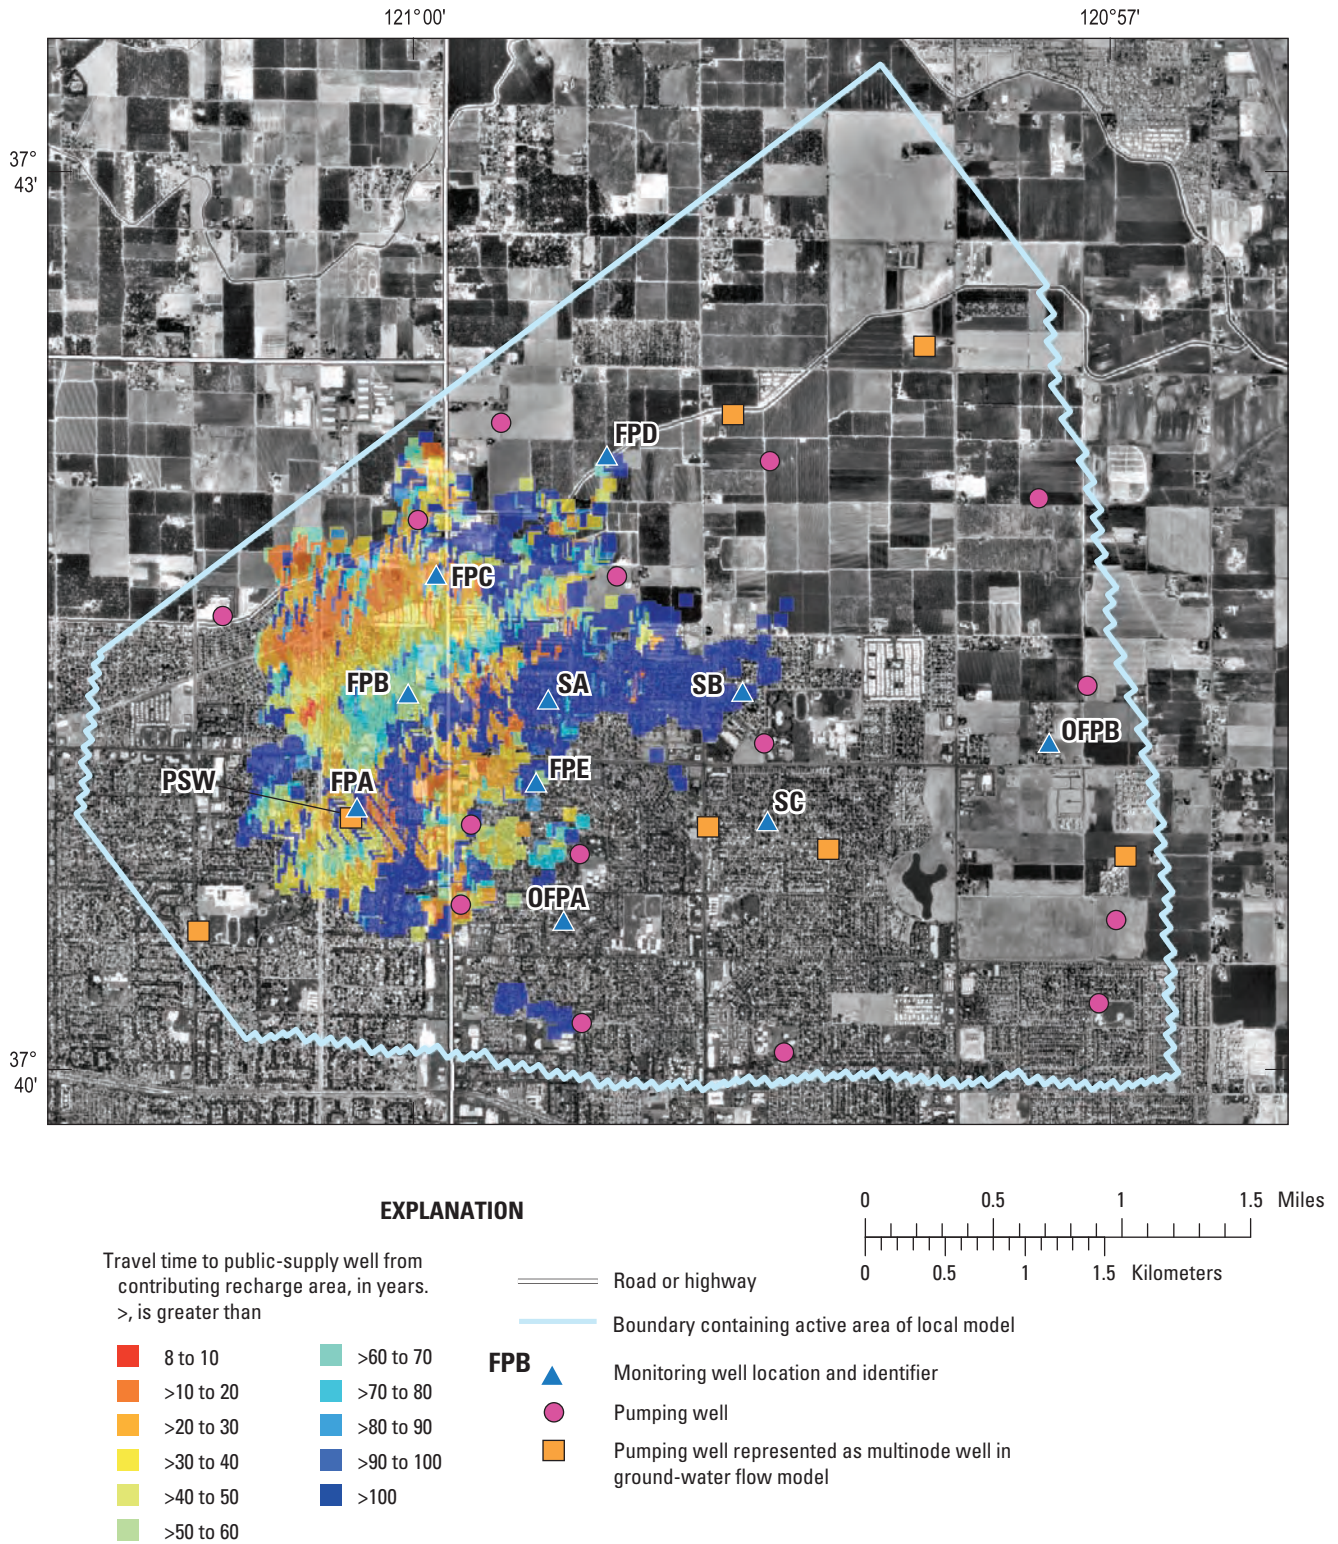 121°00'
120°57'
37°
43'
FPD
FPC
FPB
SA
SB
OFPB
PSW
FPA
FPE
SC
OFPA
37°
40'
EXPLANATION
Travel time to public-supply well from
contributing recharge area, in years.
>, is greater than
8 to 10
>10 to 20
>20 to 30
>30 to 40
>40 to 50
>50 to 60
>60 to 70
>70 to 80
>80 to 90
>90 to 100
>100
0 0.5 1 1.5 Miles
0 0.5 1 1.5 Kilometers
Road or highway
Boundary containing active area of local model
FPB
Monitoring well location and identifier
Pumping well
Pumping well represented as multinode well in
ground-water flow model